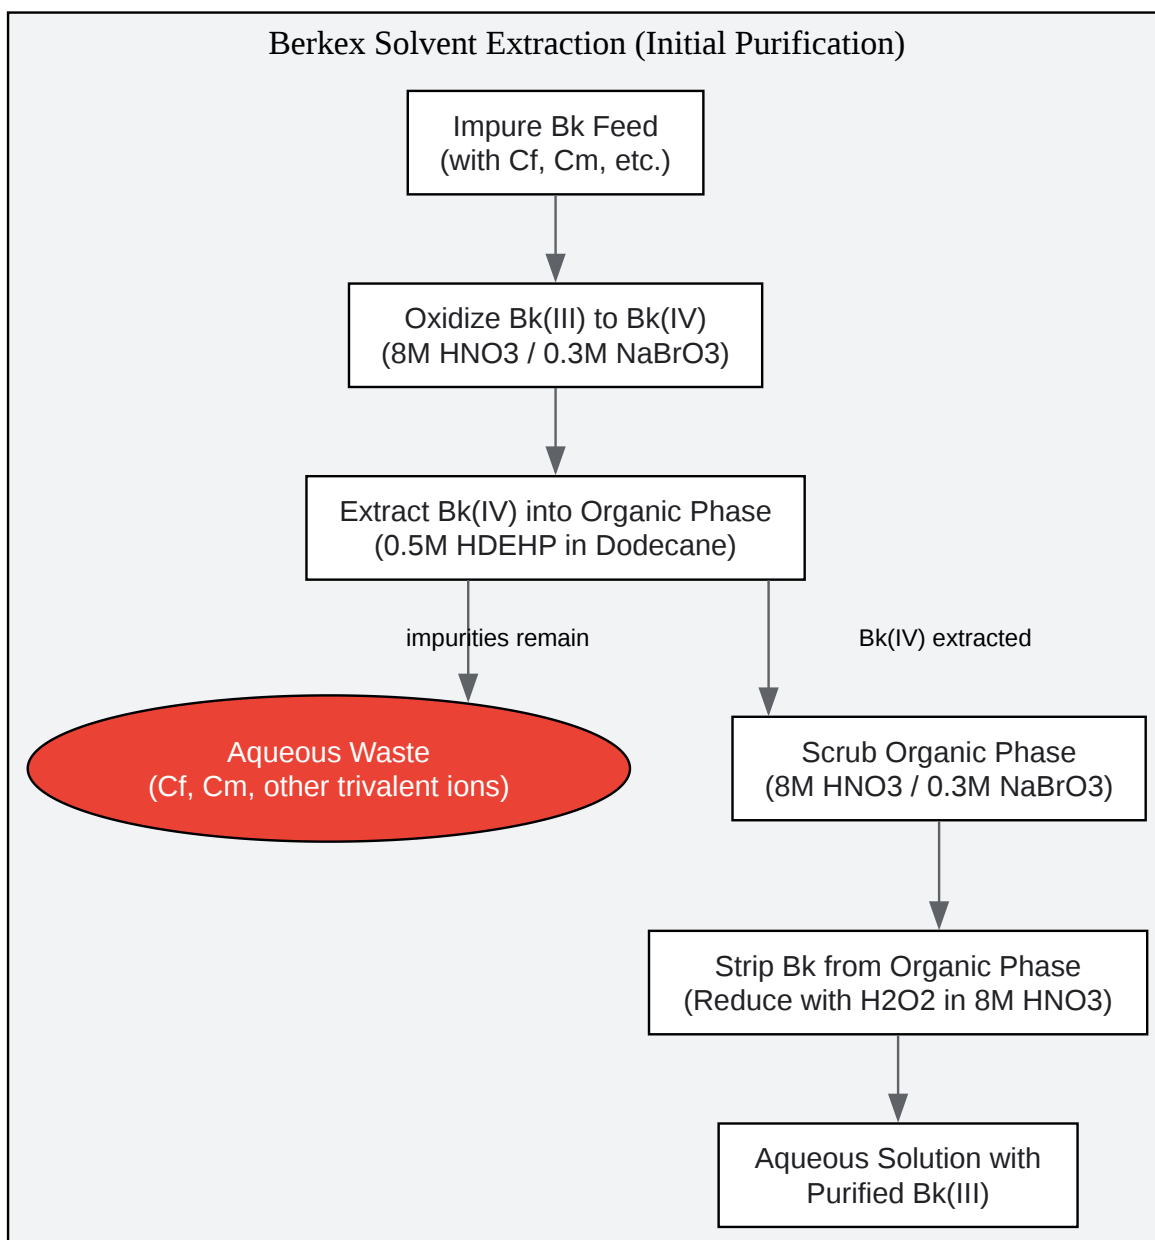 Berkex Solvent Extraction (Initial Purification)
Impure Bk Feed
(with Cf, Cm, etc.)
Oxidize Bk(III) to Bk(IV)
(8M HNO3 / 0.3M NaBrO3)
Extract Bk(IV) into Organic Phase
(0.5M HDEHP in Dodecane)
impurities remain
Bk(IV) extracted
Aqueous Waste
(Cf, Cm, other trivalent ions)
Scrub Organic Phase
(8M HNO3 / 0.3M NaBrO3)
Strip Bk from Organic Phase
(Reduce with H2O2 in 8M HNO3)
Aqueous Solution with
Purified Bk(III)